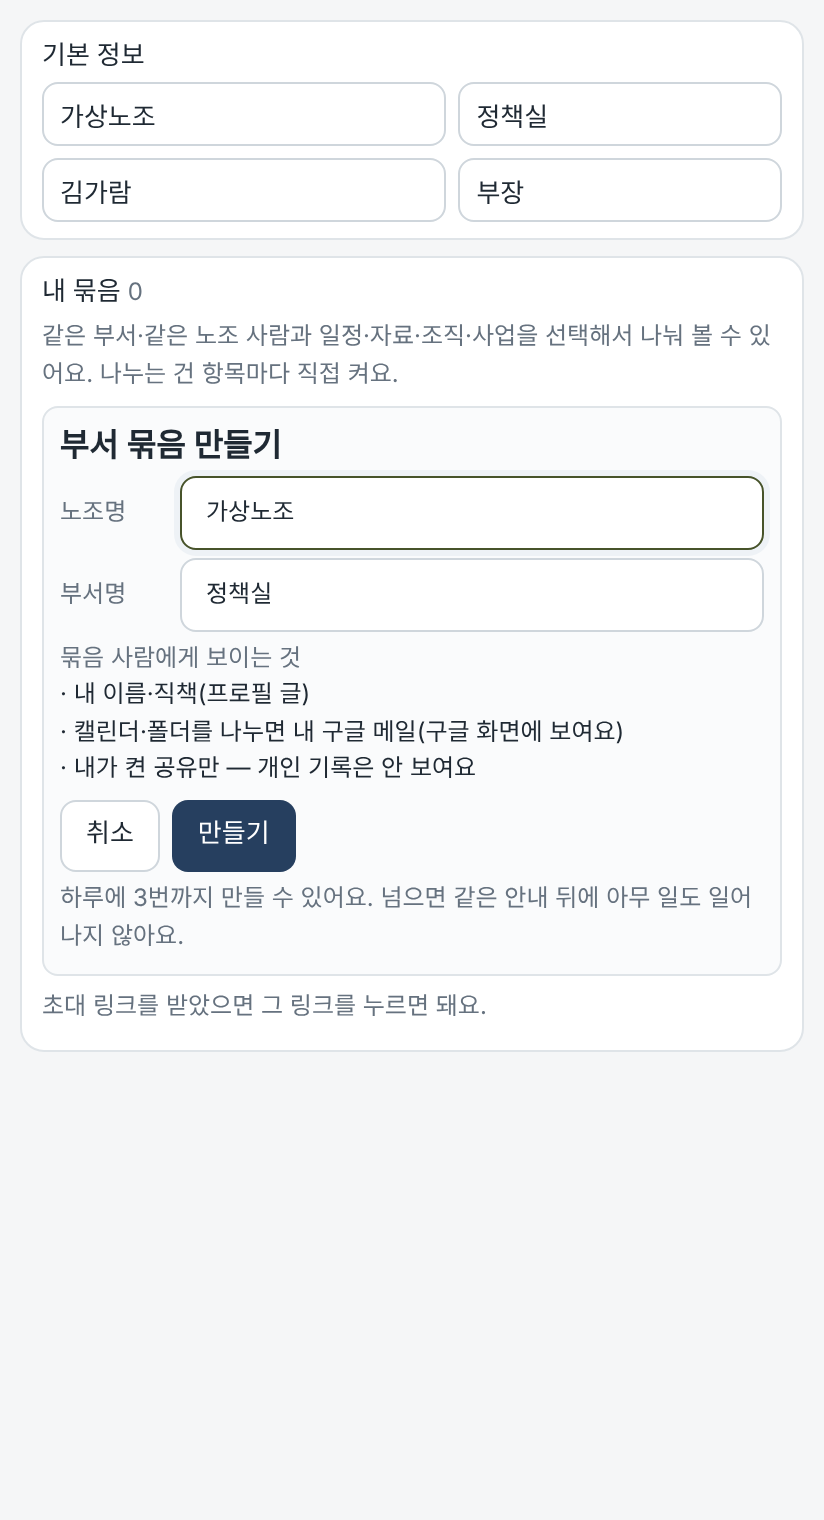 기본 정보
가상노조
정책실
김가람
부장
내 묶음 0
같은 부서·같은 노조 사람과 일정·자료·조직·사업을 선택해서 나눠 볼 수 있
어요. 나누는 건 항목마다 직접 켜요.
부서 묶음 만들기
노조명
가상노조
부서명
정책실
묶음 사람에게 보이는 것
· 내 이름·직책(프로필 글)
· 캘린더·폴더를 나누면 내 구글 메일(구글 화면에 보여요)
· 내가 켠 공유만 — 개인 기록은 안 보여요
취소
만들기
하루에 3번까지 만들 수 있어요. 넘으면 같은 안내 뒤에 아무 일도 일어
나지 않아요.
초대 링크를 받았으면 그 링크를 누르면 돼요.